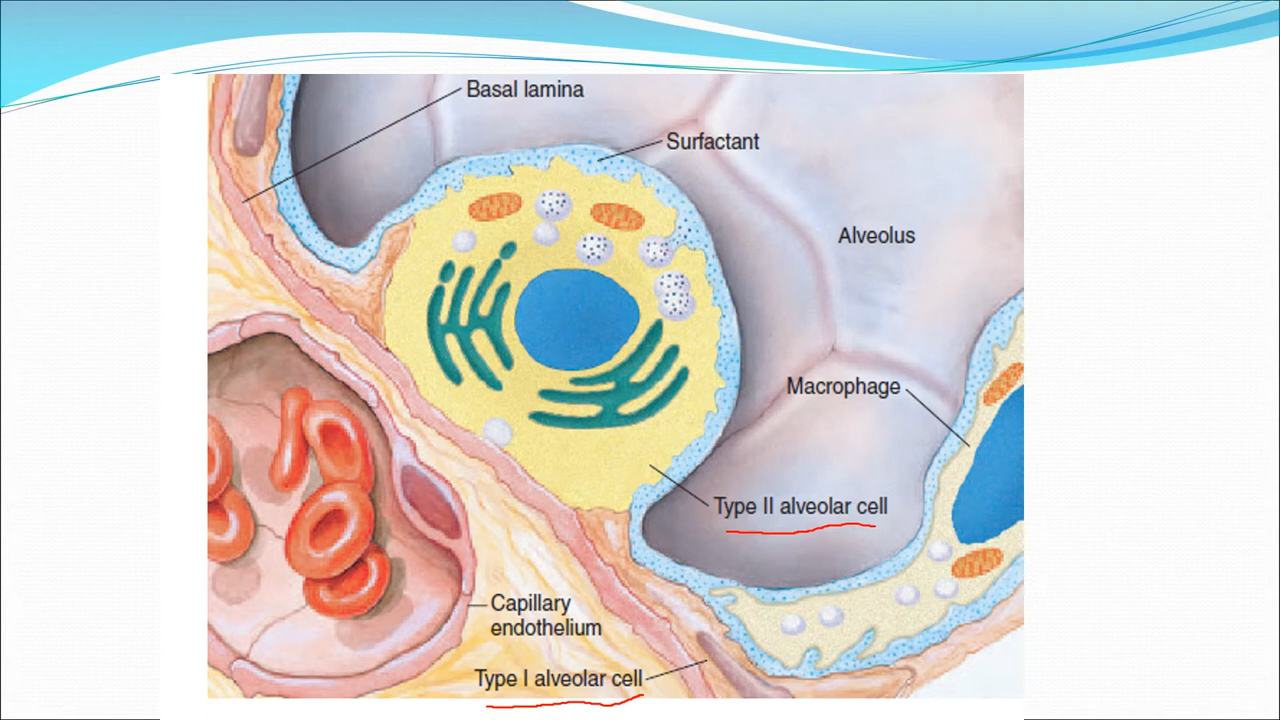 Basal lamina
Surfactant
Alveolus
Macrophage
Type II alveolar cell
Capillary
endothelium
Type I alveolar cell